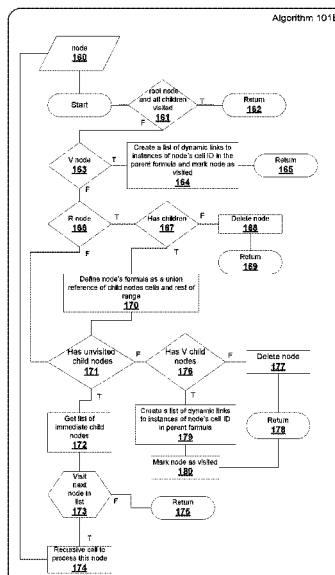 Algorithm 101B
node
160
Start
root node
and all children
visited
161
T
Return
162
F
V node
163
T
Create a list of dynamic links
to instances of node's cell ID in the
parent formula and mark node as
visited
164
Return
165
F
R node
166
T
Has children
167
F
Delete node
168
Return
169
F
T
Define node's formula as a union
reference of child nodes cells and rest of
range
170
Has unvisited
child nodes
171
F
Has V child
nodes
176
F
Delete node
177
T
T
Get list of
immediate child
nodes
172
Create a list of dynamic links
to instances of node's cell ID
in parent formula
179
Return
178
Mark node as visited
180
Visit
next
node in
list
173
F
Return
175
T
Recursive call to
process this node
174